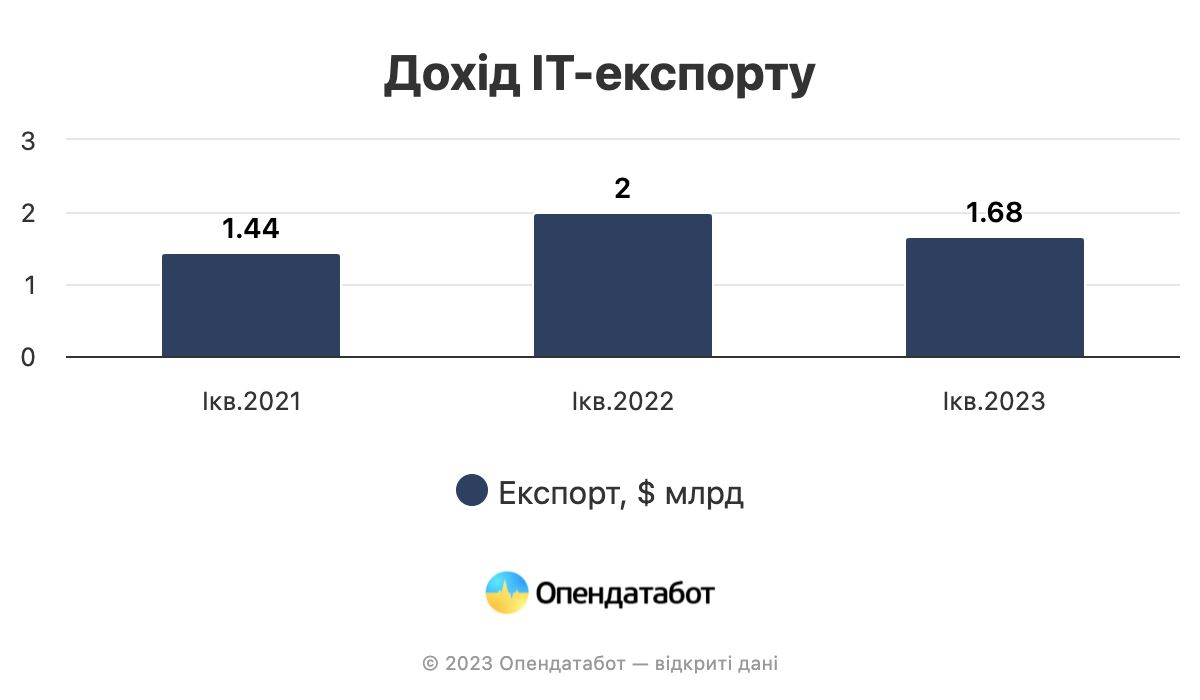 Дохід ІТ-експорту
3
2
1
0
1.44
2
1.68
Ікв.2021
Ікв.2022
Ікв.2023
Експорт, $ млрд
Опендатабот
© 2023 Опендатабот — відкриті дані